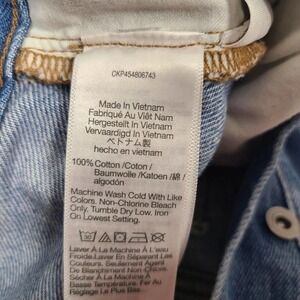 CKP454806743
Made In Vietnam
Fabriqué Au Viêt Nam
Hergestellt In Vietnam
Vervaardigd In Vietnam
ベトナム製
hecho en vietnam
100% Cotton /Coton /
Baumwolle /Katoen /綿 /
algodón
Machine Wash Cold With Like
Colors. Non-Chlorine Bleach
Only. Tumble Dry Low. Iron
On Lowest Setting.
Laver À La Machine À L'eau
Froide-Laver En Séparant Les
Couleurs. Seulement Agent
De Blanchiment Non Chloré.
Sécher À La Machine À
Basse Temp. Fer Au
Réglage Le Plus Bas.